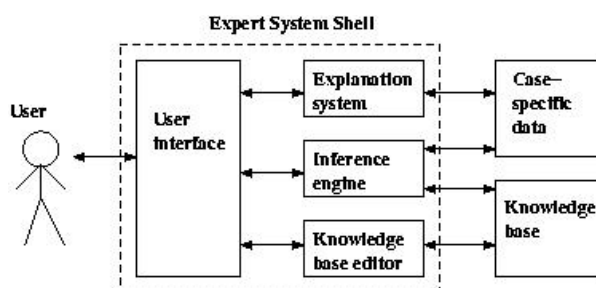 Expert System Shell
User
User
interface
Explanation
system
Inference
engine
Knowledge
base editor
Case–
specific
data
Knowledge
base